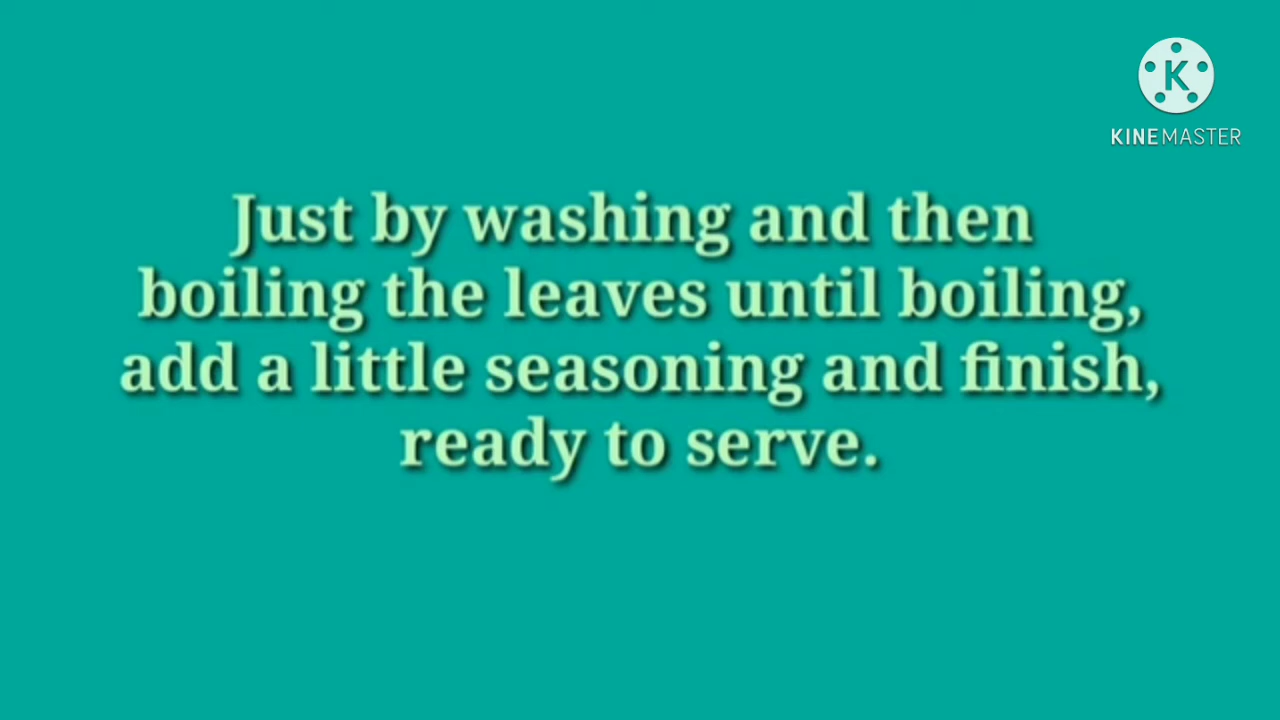 K
KINEMASTER
Just by washing and then
boiling the leaves until boiling,
add a little seasoning and finish,
ready to serve.